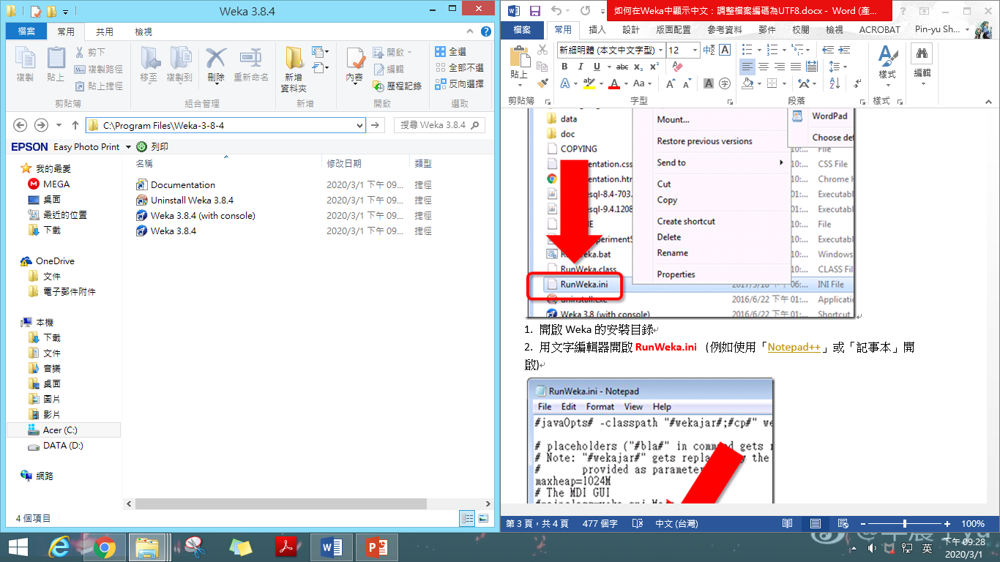 Weka 3.8.4
檔案 常用 共用 檢視
複製 貼上 剪下 複製路徑 貼上捷徑 移至 複製到 刪除 重新命名 新增資料夾 內容 開啟 編輯 歷程記錄 全選 全部不選 反向選擇
剪貼簿 組合管理 新增 開啟 選取
C:\Program Files\Weka-3-8-4 搜尋 Weka 3.8.4
EPSON Easy Photo Print 列印
我的最愛
MEGA
桌面
最近的位置
下載
OneDrive
文件
電子郵件附件
本機
下載
文件
音樂
桌面
圖片
影片
Acer (C:)
DATA (D:)
網路
名稱 修改日期 類型
Documentation 2020/3/1 下午 09... 捷徑
Uninstall Weka 3.8.4 2020/3/1 下午 09... 捷徑
Weka 3.8.4 (with console) 2020/3/1 下午 09... 捷徑
Weka 3.8.4 2020/3/1 下午 09... 捷徑
4 個項目
如何在Weka中顯示中文：調整檔案編碼為UTF8.docx - Word (產...
檔案 常用 插入 設計 版面配置 參考資料 郵件 校閱 檢視 ACROBAT Pin-yu Sh...
貼上 新細明體 (本文中文字型) 12 樣式 編輯
B I U abc x₂ x² A
A A Aa A A A 字
剪貼簿 字型 段落 樣式
data Mount... WordPad
doc Restore previous versions Choose def
COPYING 10:... File
entation.css Send to 10:... CSS File
entation.htr 10:... Chrome H
esql-8.4-703. Cut 10:... Executabl
esql-9.4.1208 Copy 10:... Executabl
E Create shortcut 10:... File
perimentS Delete 10:... Executabl
eka.bat Rename 10:... Windows
RunWeka.class Properties 10:... CLASS Fil
RunWeka.ini 06:... INI File
uninstall.exe 2016/6/22 下午 01:... Applicatio
Weka 3.8 (with console) 2016/6/22 下午 01:... Shortcut
1. 開啟 Weka 的安裝目錄
2. 用文字編輯器開啟 RunWeka.ini （例如使用「Notepad++」或「記事本」開
啟)
RunWeka.ini - Notepad
File Edit Format View Help
#javaOpts# -classpath "#wekajar#;#cp#" we
# placeholders ("#bla#" in command gets r
# Note: "#wekajar#" gets repla by the
# provided as parameter
maxheap=1024M
# The MDI GUI
第 3 頁，共 4 頁 477 個字 中文 (台灣) 100%
英 下午 09:28
2020/3/1